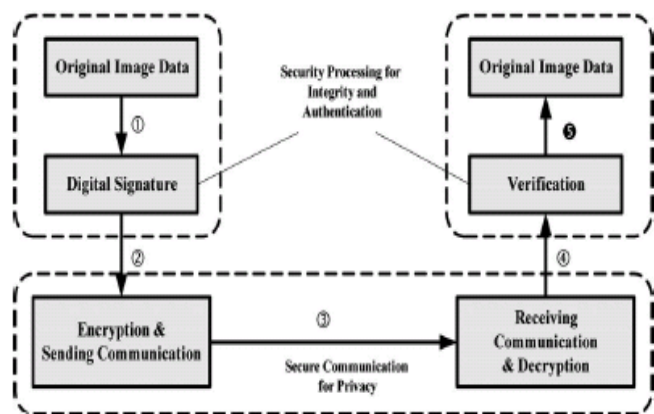 Original Image Data
①
Digital Signature
②
Security Processing for
Integrity and
Authentication
Original Image Data
❺
Verification
④
Encryption &
Sending Communication
③
Secure Communication
for Privacy
Receiving
Communication
& Decryption